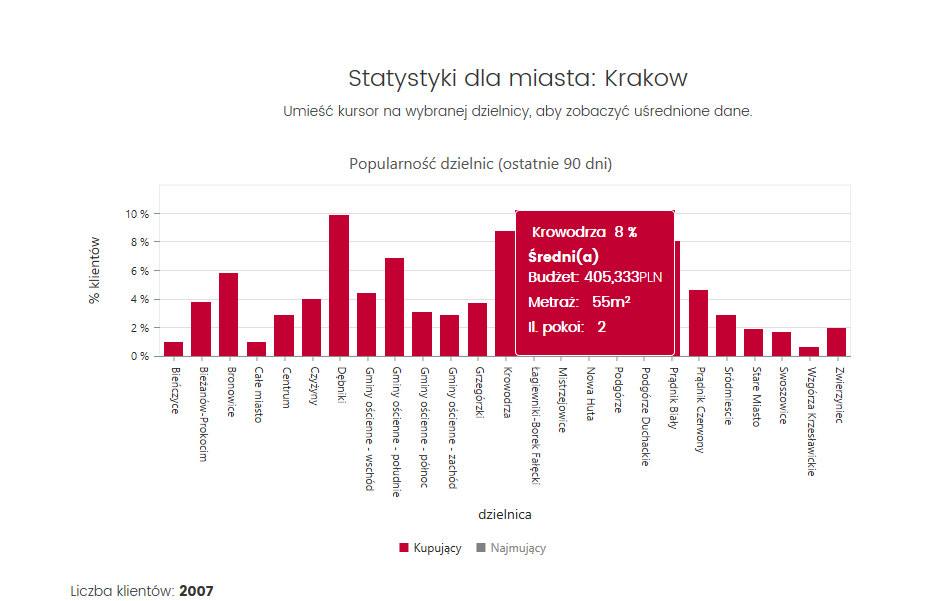 Statystyki dla miasta: Krakow
Umieść kursor na wybranej dzielnicy, aby zobaczyć uśrednione dane.
Popularność dzielnic (ostatnie 90 dni)
% klientów
10 %
8 %
6 %
4 %
2 %
0 %
Krowodrza 8 %
Średni(a)
Budżet: 405,333PLN
Metraż: 55m²
Il. pokoi: 2
Bieńczyce
Bieżanów-Prokocim
Bronowice
Całe miasto
Centrum
Czyżyny
Dębniki
Gminy ościenne - wschód
Gminy ościenne - południe
Gminy ościenne - północ
Gminy ościenne - zachód
Grzegórzki
Krowodrza
Łagiewniki-Borek Fałęcki
Mistrzejowice
Nowa Huta
Podgórze
Podgórze Duchackie
Prądnik Biały
Prądnik Czerwony
Śródmieście
Stare Miasto
Swoszowice
Wzgórza Krzesławickie
Zwierzyniec
dzielnica
Kupujący
Najmujący
Liczba klientów: 2007